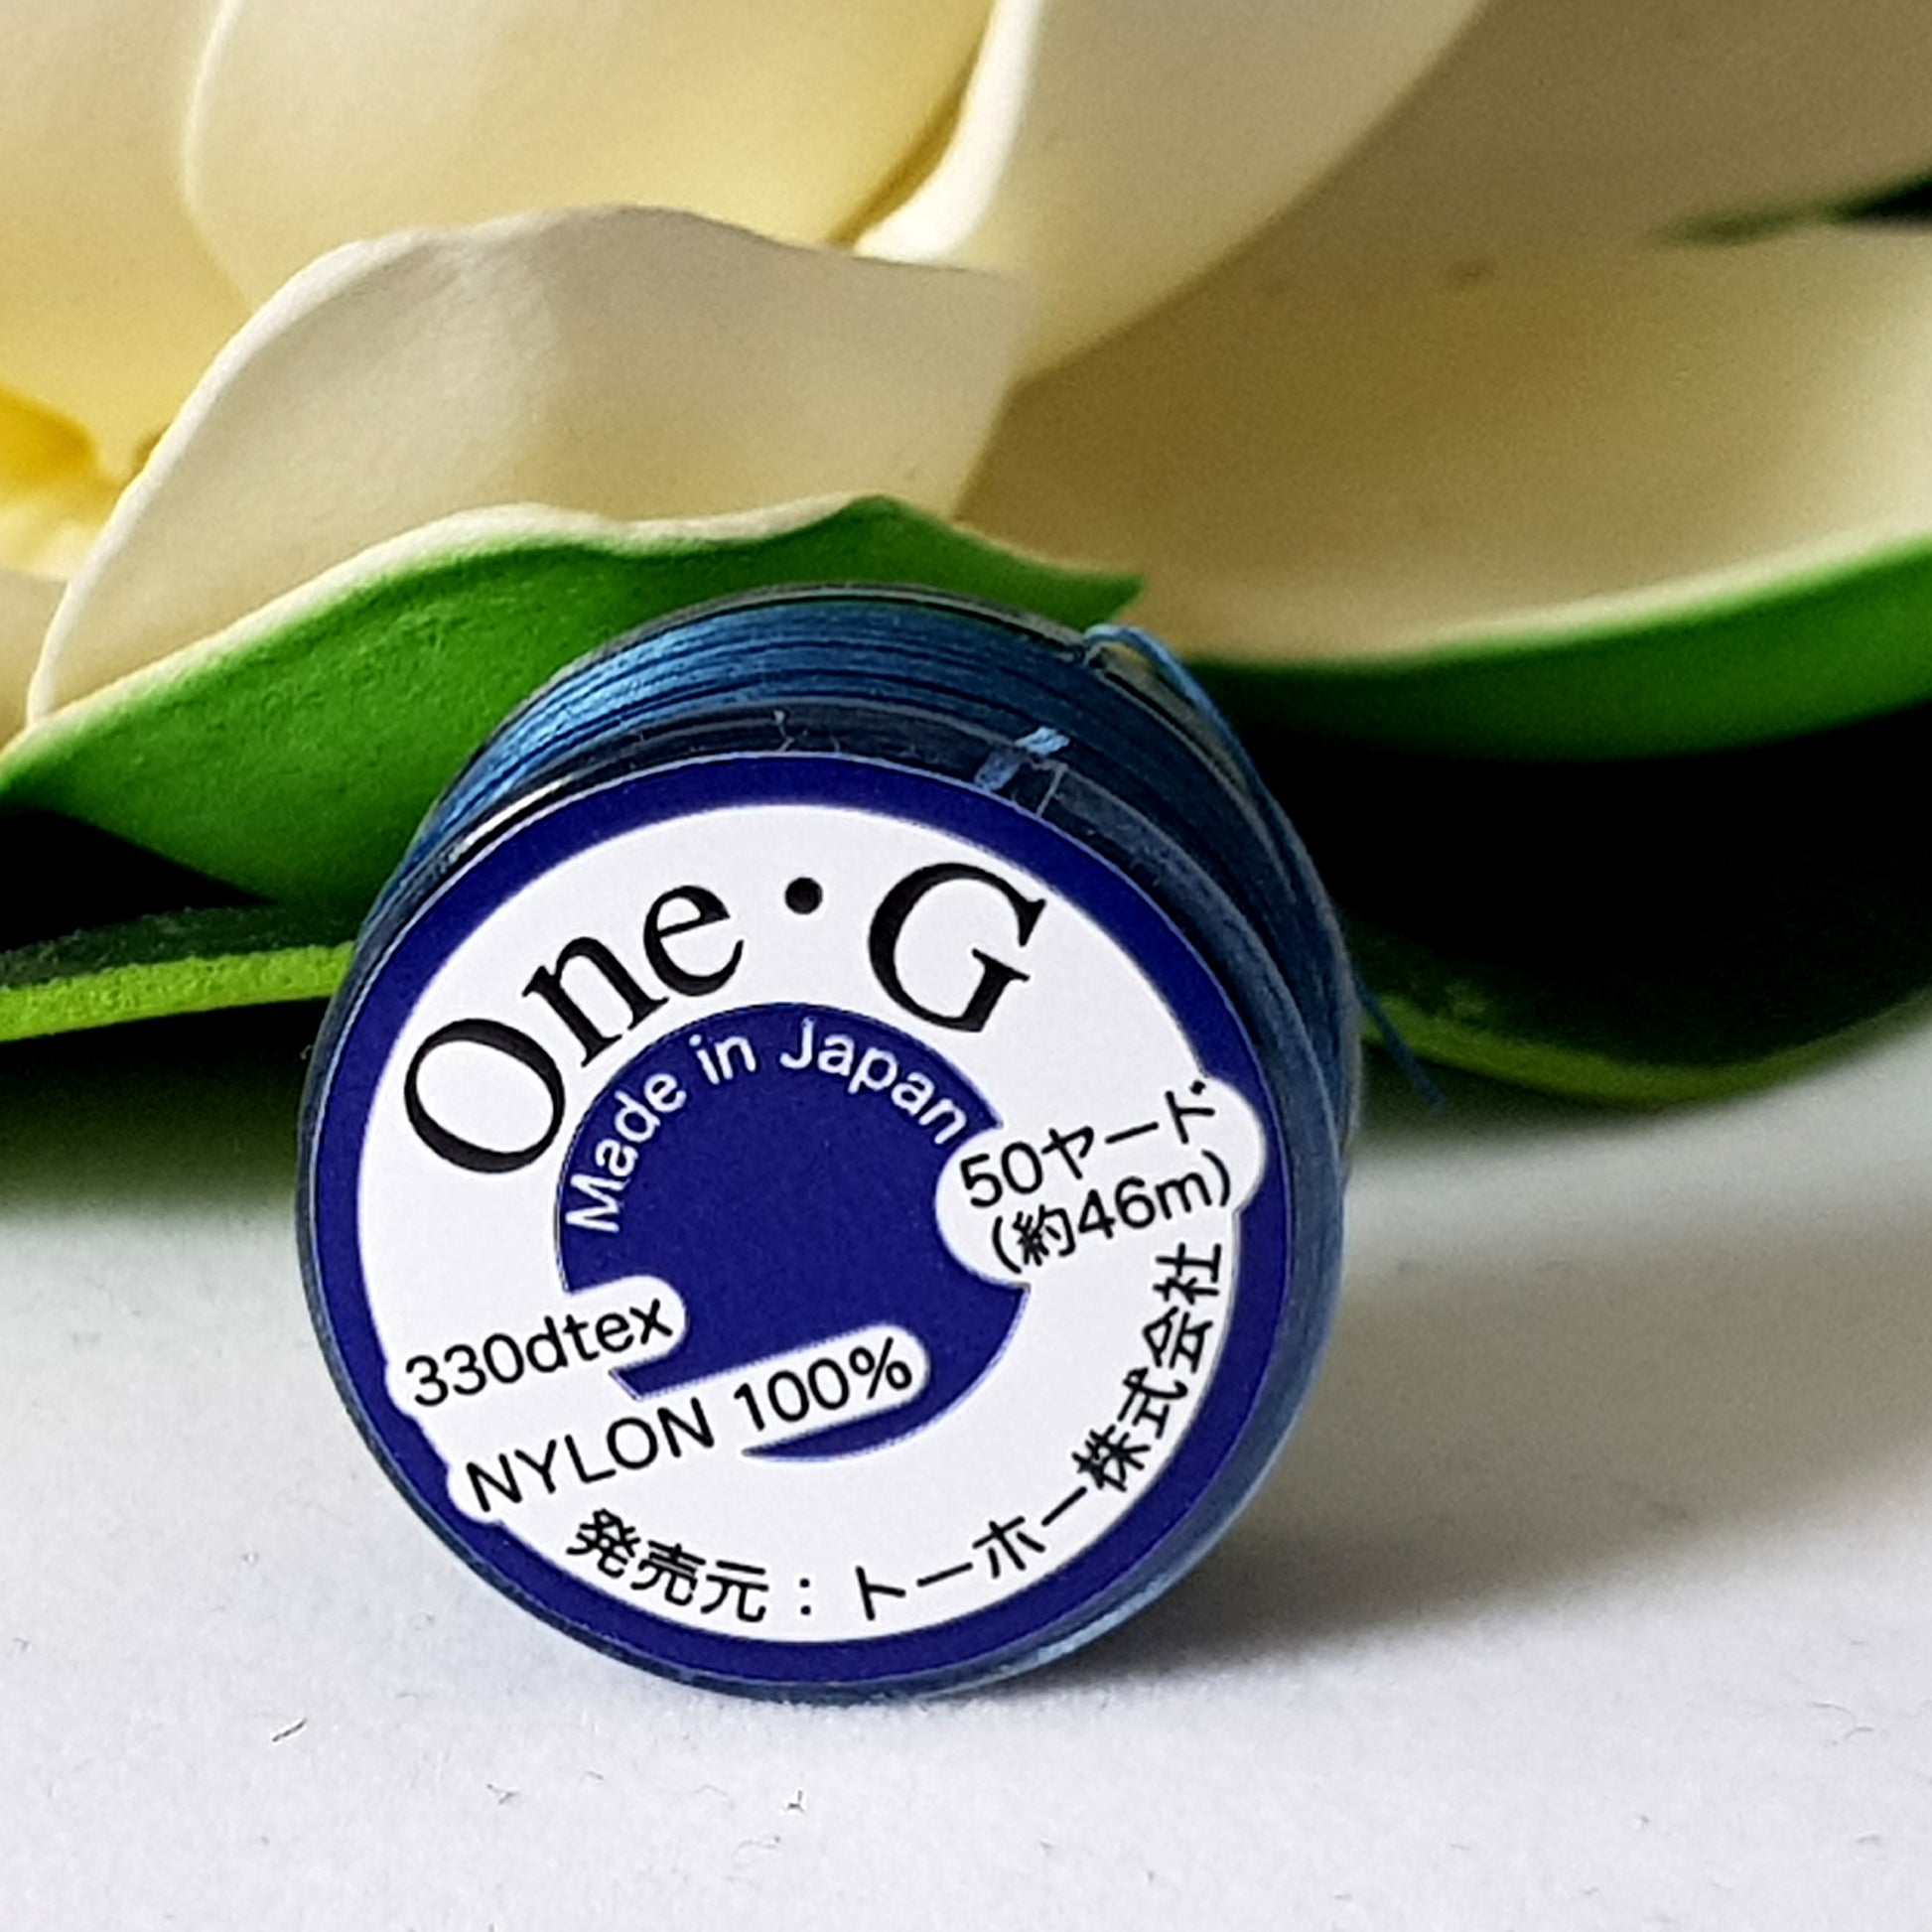 One・G
Made in Japan
50ヤード
(約46m)
330dtex
NYLON 100%
発売元：トーホー株式会社